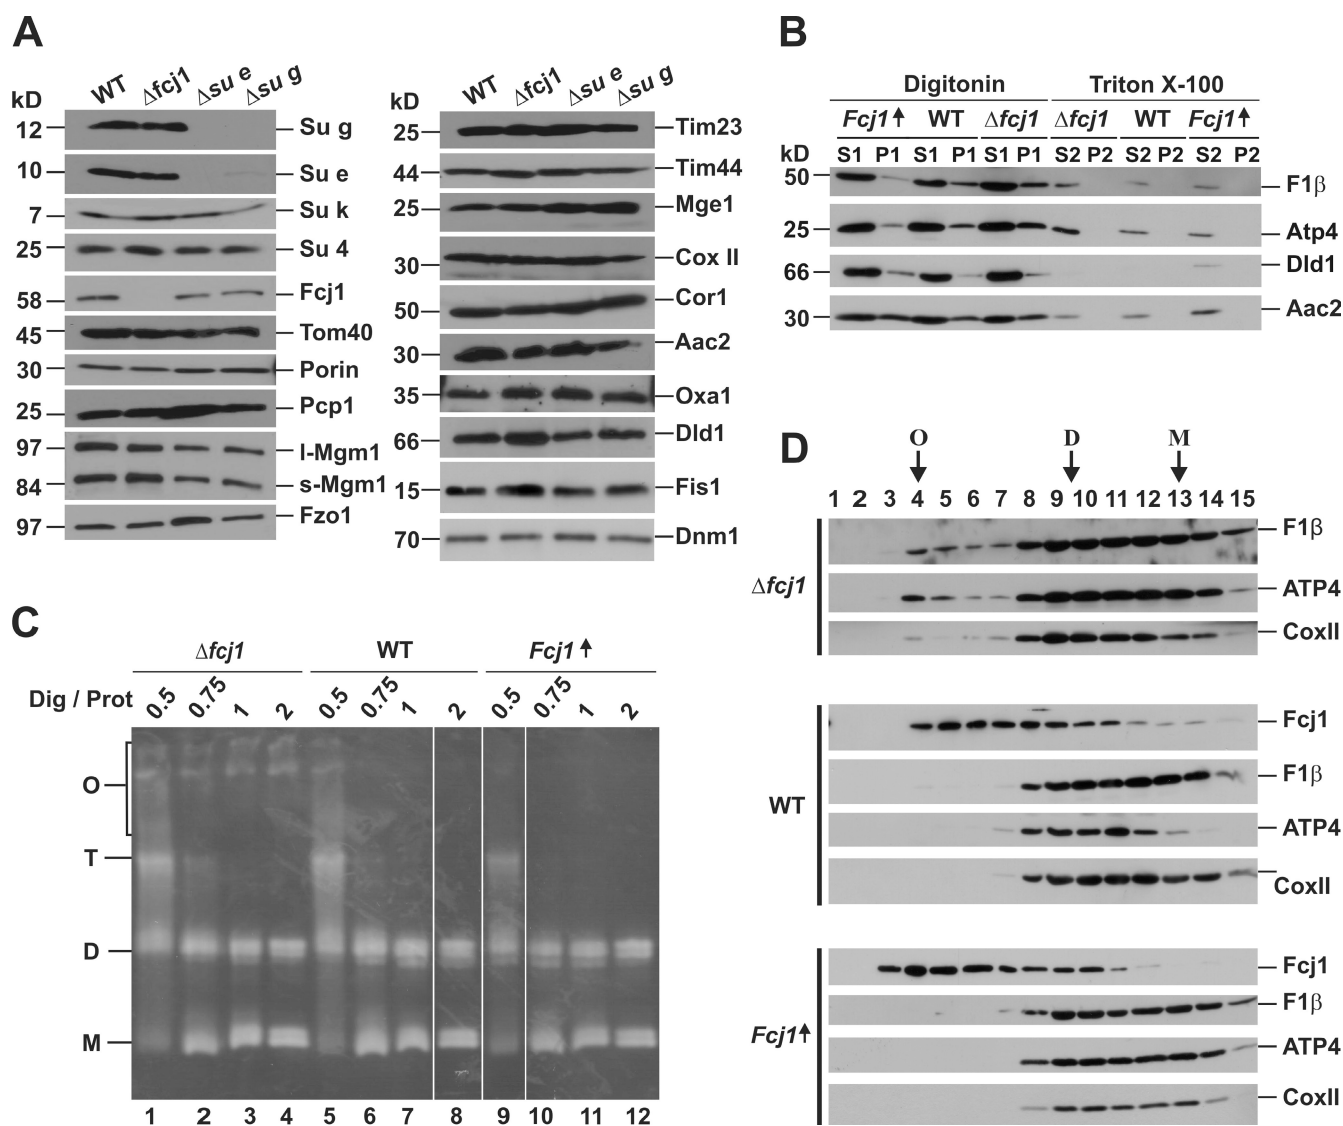 A
WT Δfcj1 Δsu e Δsu g
kD
12 Su g
10 Su e
7 Su k
25 Su 4
58 Fcj1
45 Tom40
30 Porin
25 Pcp1
97 l-Mgm1
84 s-Mgm1
97 Fzo1
WT Δfcj1 Δsu e Δsu g
kD
25 Tim23
44 Tim44
25 Mge1
30 Cox II
50 Cor1
30 Aac2
35 Oxa1
66 Dld1
15 Fis1
70 Dnm1
B
Digitonin Triton X-100
Fcj1↑ WT Δfcj1 Δfcj1 WT Fcj1↑
kD S1 P1 S1 P1 S1 P1 S2 P2 S2 P2 S2 P2
50 F1β
25 Atp4
66 Dld1
30 Aac2
C
Δfcj1 WT Fcj1↑
Dig / Prot 0.5 0.75 1 2 0.5 0.75 1 2 0.5 0.75 1 2
O
T
D
M
1 2 3 4 5 6 7 8 9 10 11 12
D
O D M
1 2 3 4 5 6 7 8 9 10 11 12 13 14 15
Δfcj1
F1β
ATP4
CoxII
WT
Fcj1
F1β
ATP4
CoxII
Fcj1↑
Fcj1
F1β
ATP4
CoxII